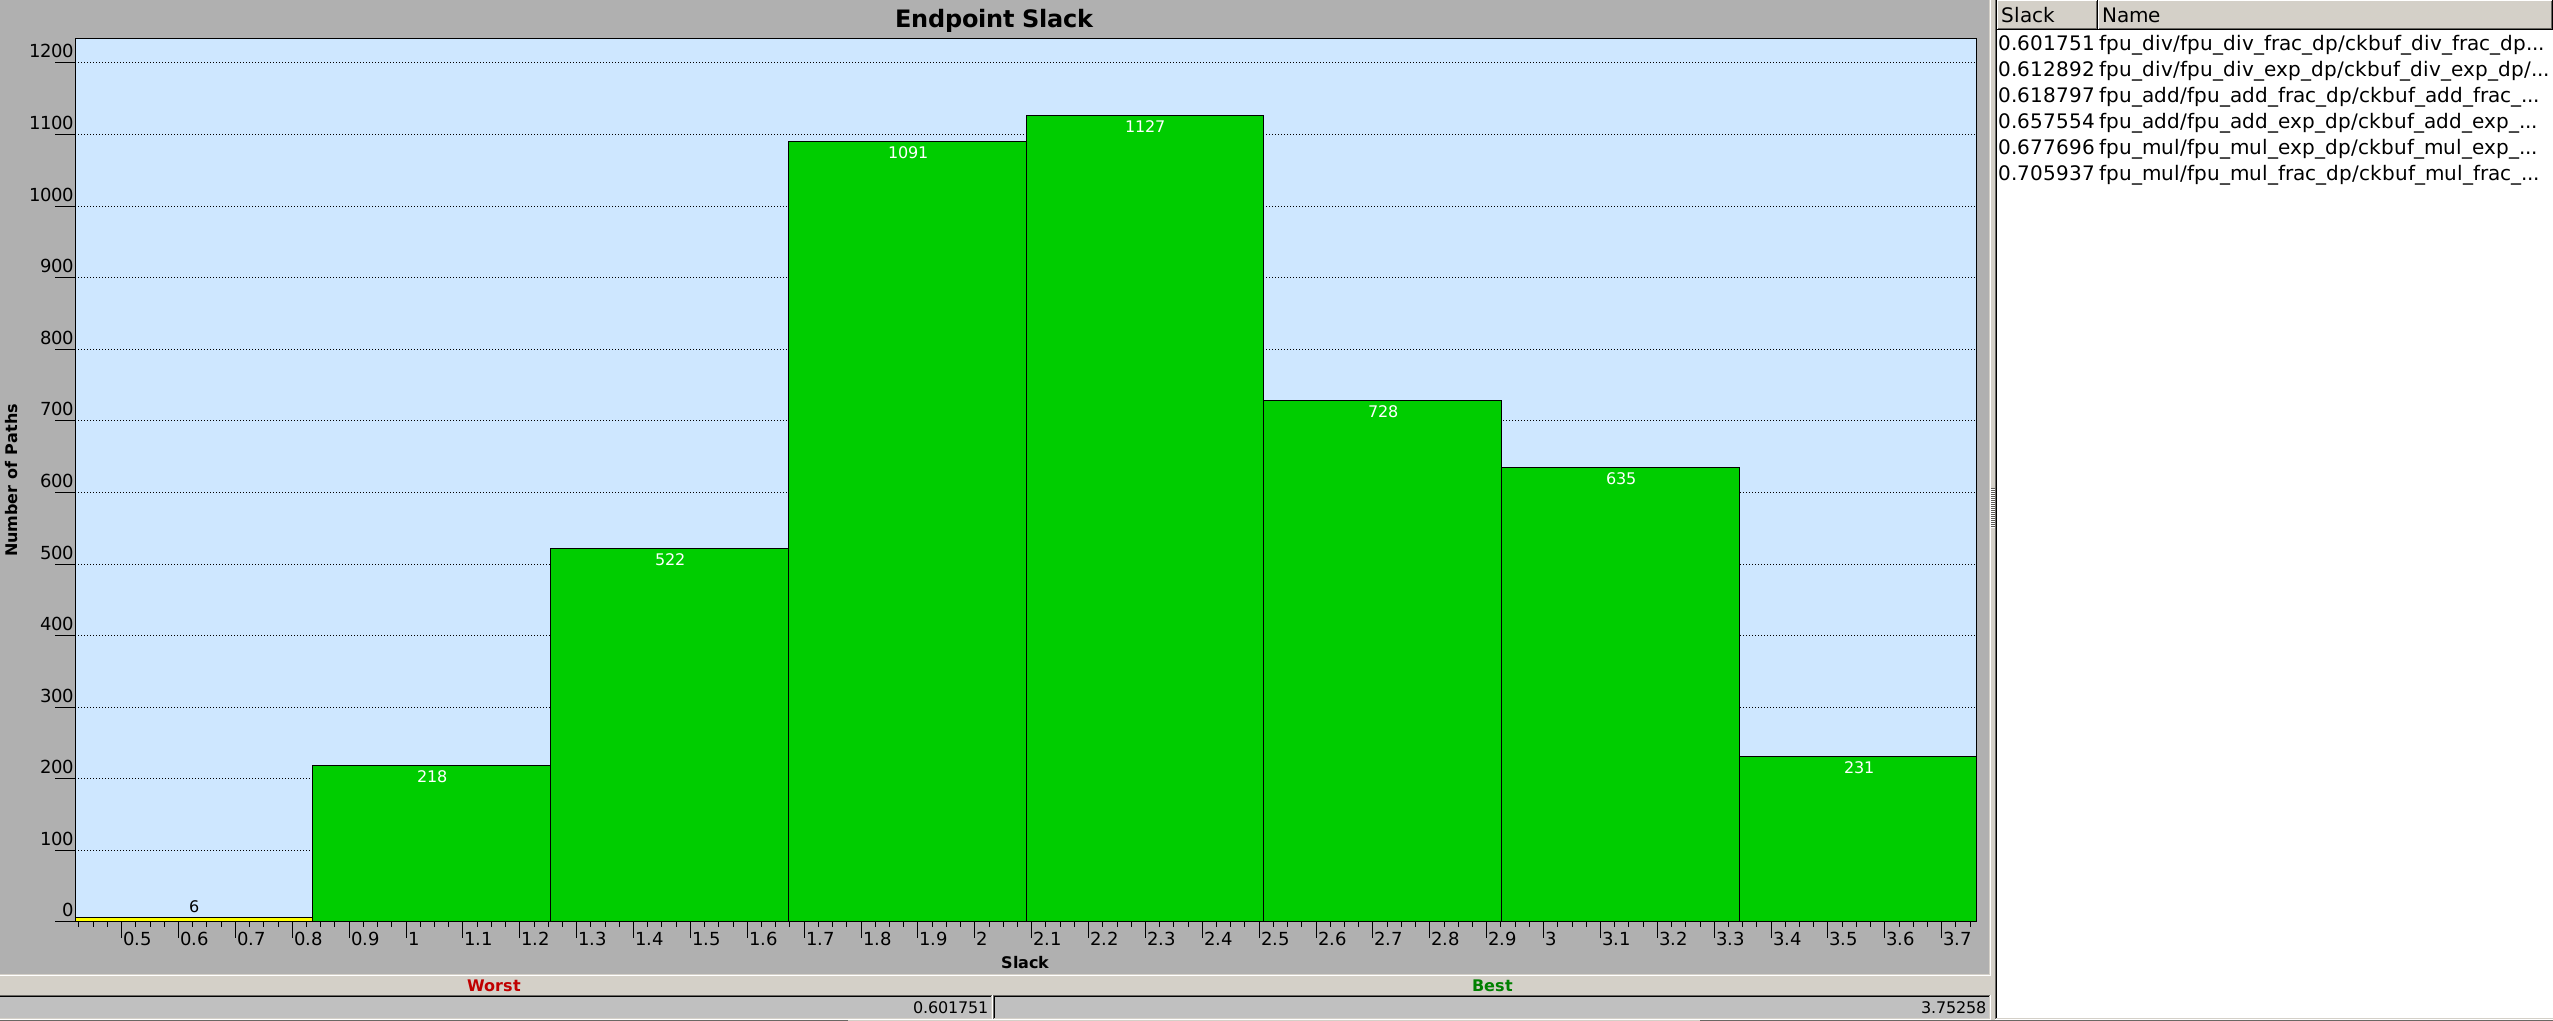 Endpoint Slack
1200
1100
1000
900
800
700
600
500
400
300
200
100
0
Number of Paths
6
218
522
1091
1127
728
635
231
0.5 0.6 0.7 0.8 0.9 1 1.1 1.2 1.3 1.4 1.5 1.6 1.7 1.8 1.9 2 2.1 2.2 2.3 2.4 2.5 2.6 2.7 2.8 2.9 3 3.1 3.2 3.3 3.4 3.5 3.6 3.7
Slack
Worst Best
0.601751 3.75258
Slack Name
0.601751 fpu_div/fpu_div_frac_dp/ckbuf_div_frac_dp...
0.612892 fpu_div/fpu_div_exp_dp/ckbuf_div_exp_dp/...
0.618797 fpu_add/fpu_add_frac_dp/ckbuf_add_frac_...
0.657554 fpu_add/fpu_add_exp_dp/ckbuf_add_exp_...
0.677696 fpu_mul/fpu_mul_exp_dp/ckbuf_mul_exp_...
0.705937 fpu_mul/fpu_mul_frac_dp/ckbuf_mul_frac_...